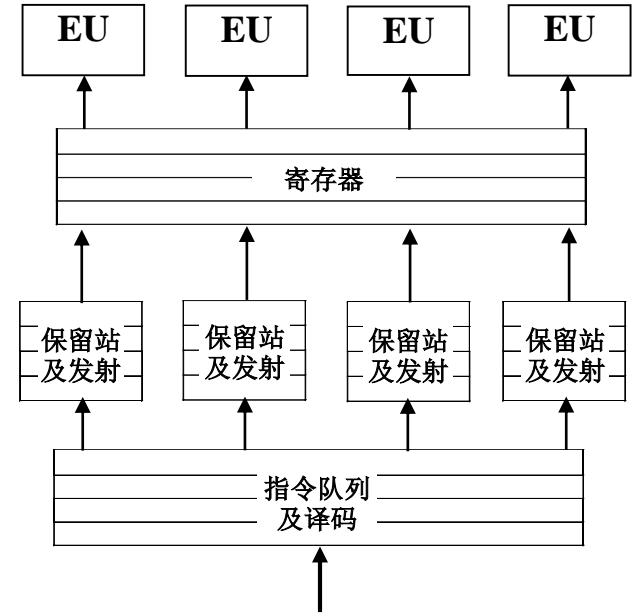 EU EU EU EU
寄存器
保留站 保留站 保留站 保留站
及发射 及发射 及发射 及发射
指令队列
及译码